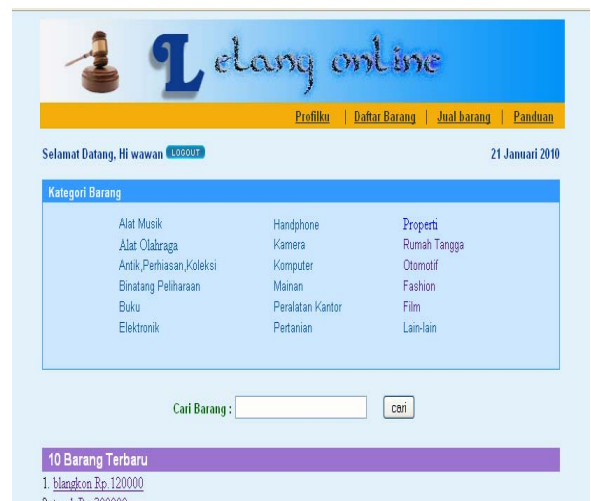 Lelang online
Profilku | Daftar Barang | Jual barang | Panduan
Selamat Datang, Hi wawan LOGOUT 21 Januari 2010
Kategori Barang
Alat Musik Handphone Properti
Alat Olahraga Kamera Rumah Tangga
Antik,Perhiasan,Koleksi Komputer Otomotif
Binatang Peliharaan Mainan Fashion
Buku Peralatan Kantor Film
Elektronik Pertanian Lain-lain
Cari Barang : cari
10 Barang Terbaru
1. blangkon Rp.120000